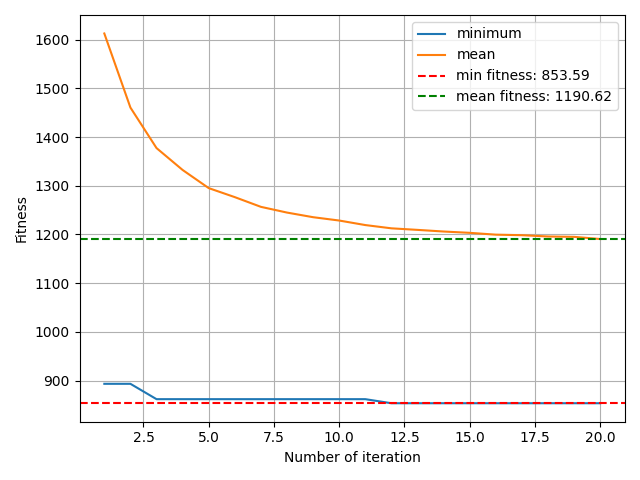 1600
1500
1400
1300
1200
1100
1000
900
Fitness
minimum
mean
min fitness: 853.59
mean fitness: 1190.62
2.5 5.0 7.5 10.0 12.5 15.0 17.5 20.0
Number of iteration